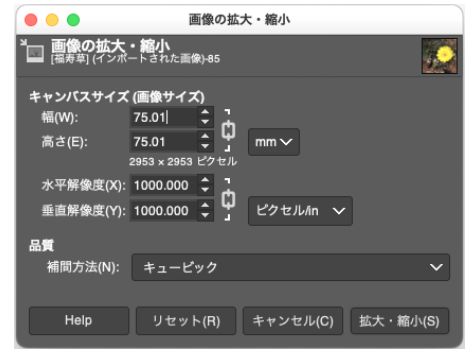 画像の拡大・縮小
画像の拡大・縮小
[福寿草] (インポートされた画像)-85
キャンバスサイズ (画像サイズ)
幅(W): 75.01
高さ(E): 75.01 mm
2953 x 2953 ピクセル
水平解像度(X): 1000.000
垂直解像度(Y): 1000.000 ピクセル/in
品質
補間方法(N): キュービック
Help リセット(R) キャンセル(C) 拡大・縮小(S)